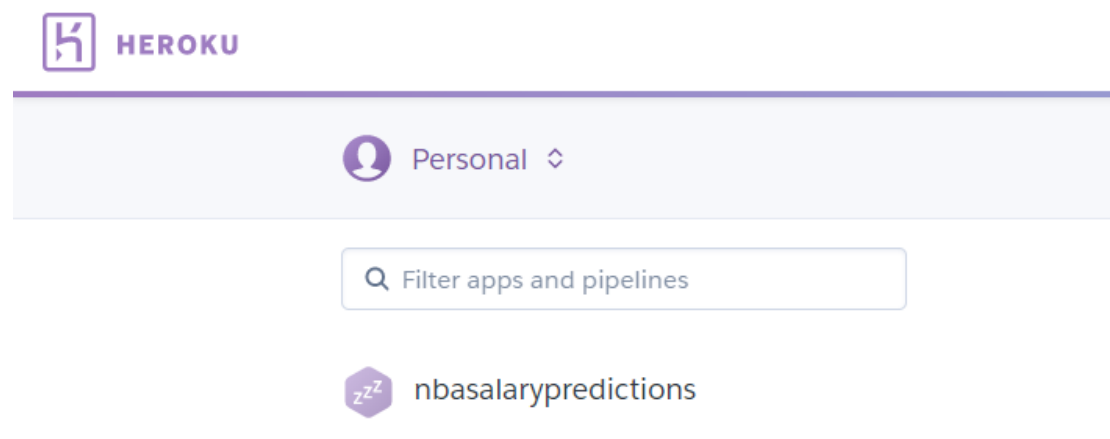 HEROKU
Personal
Filter apps and pipelines
zzZ nbasalarypredictions